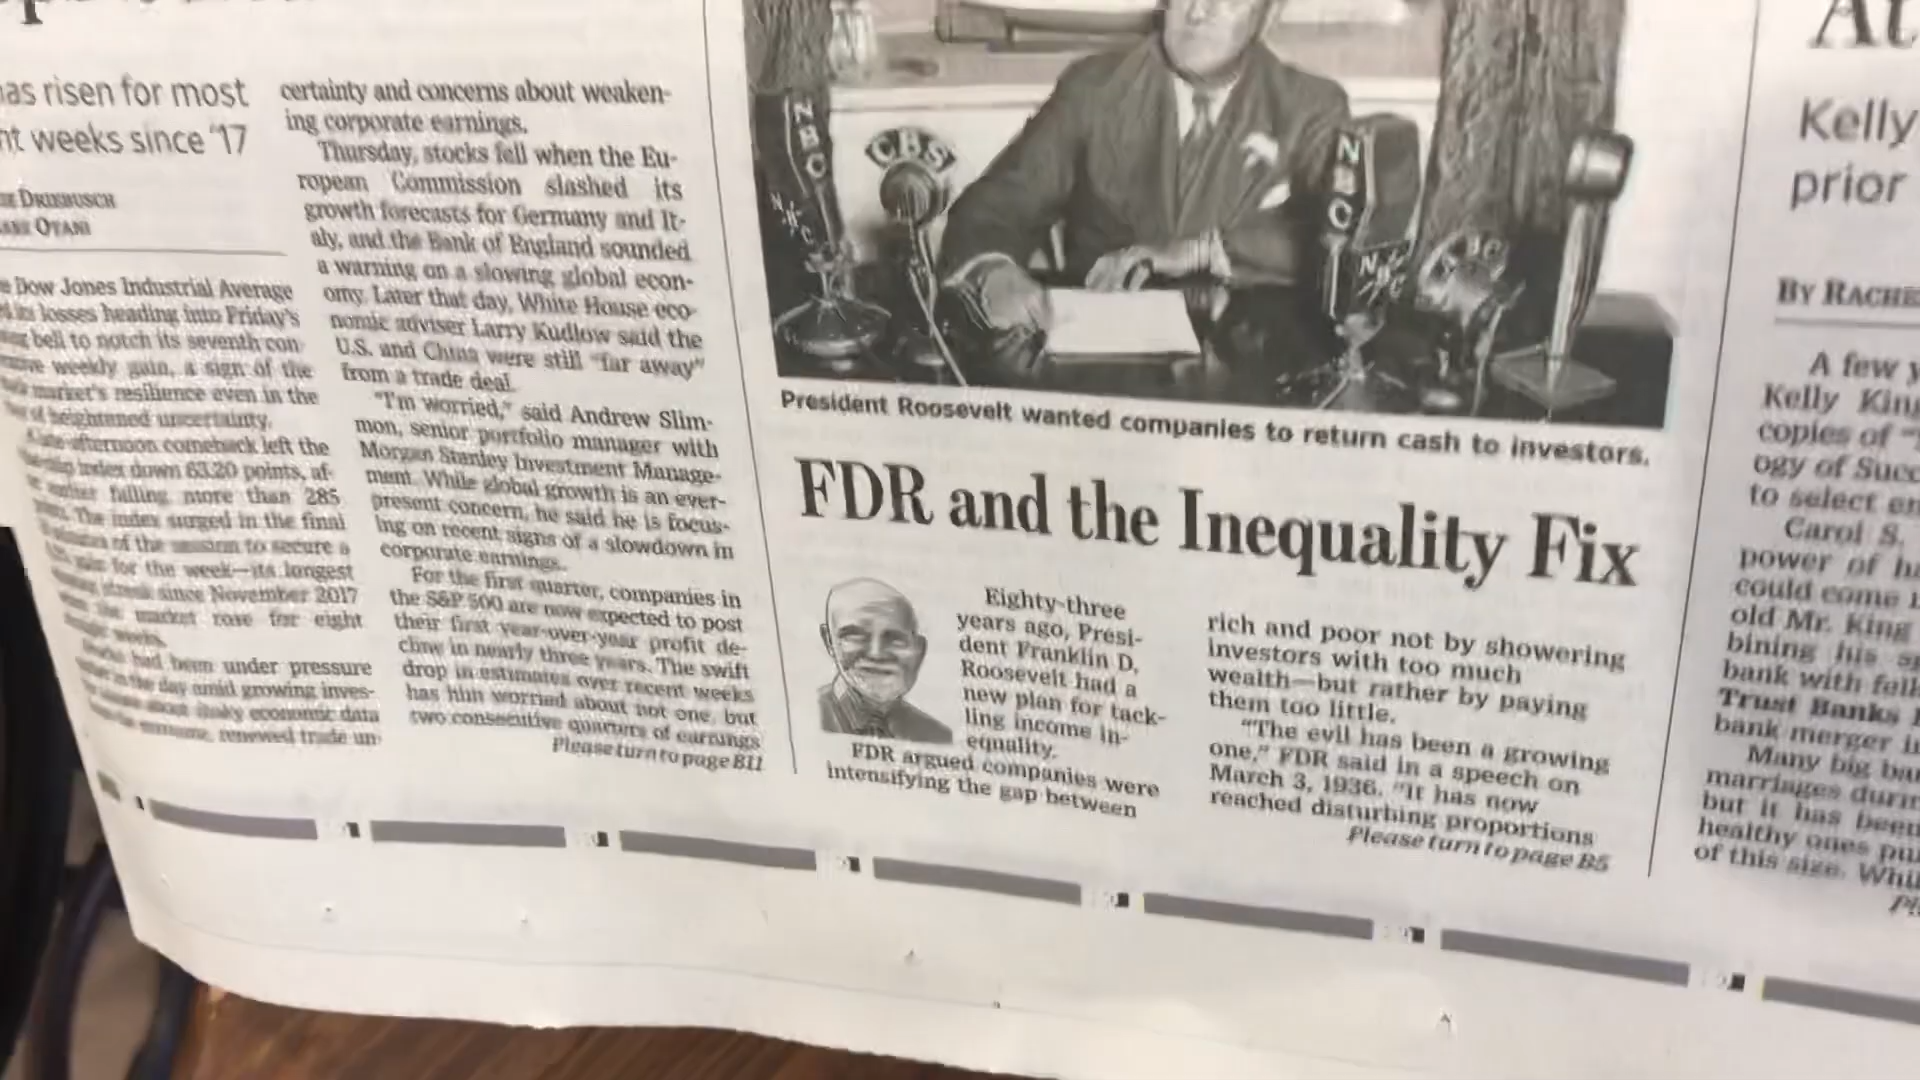 as risen for most
nt weeks since '17
DRIEBUSCH
OTANI
Dow Jones Industrial Average
losses heading into Friday's
bell to notch its seventh con-
weekly gain, a sign of the
market's resilience even in the
of heightened uncertainty.
afternoon comeback left the
index down 63.20 points, af-
falling more than 285
The index surged in the final
of the session to secure a
for the week—its longest
since November 2017
the market rose for eight
weeks.
had been under pressure
in the day amid growing inves-
about shaky economic data
renewed trade un-
certainty and concerns about weaken-
ing corporate earnings.
Thursday, stocks fell when the Eu-
ropean Commission slashed its
growth forecasts for Germany and It-
aly, and the Bank of England sounded
a warning on a slowing global econ-
omy. Later that day, White House eco-
nomic adviser Larry Kudlow said the
U.S. and China were still "far away"
from a trade deal.
"I'm worried," said Andrew Slim-
mon, senior portfolio manager with
Morgan Stanley Investment Manage-
ment. While global growth is an ever-
present concern, he said he is focus-
ing on recent signs of a slowdown in
corporate earnings.
For the first quarter, companies in
the S&P 500 are now expected to post
their first year-over-year profit de-
cline in nearly three years. The swift
drop in estimates over recent weeks
has him worried about not one, but
two consecutive quarters of earnings
Please turn to page B11
NBC
NBC
CBS
NBC
NBC
ABC
President Roosevelt wanted companies to return cash to investors.
FDR and the Inequality Fix
Eighty-three
years ago, Presi-
dent Franklin D.
Roosevelt had a
new plan for tack-
ling income in-
equality.
FDR argued companies were
intensifying the gap between
rich and poor not by showering
investors with too much
wealth—but rather by paying
them too little.
"The evil has been a growing
one," FDR said in a speech on
March 3, 1936. "It has now
reached disturbing proportions
Please turn to page B5
At
Kelly
prior
BY RACHE
A few y
Kelly King
copies of
ogy of Succ
to select en
Carol S.
power of ha
could come
old Mr. King
bining his sp
bank with fell
Trust Banks
bank merger in
Many big ba
marriages durin
but it has been
healthy ones pu
of this size. Whi
Pl